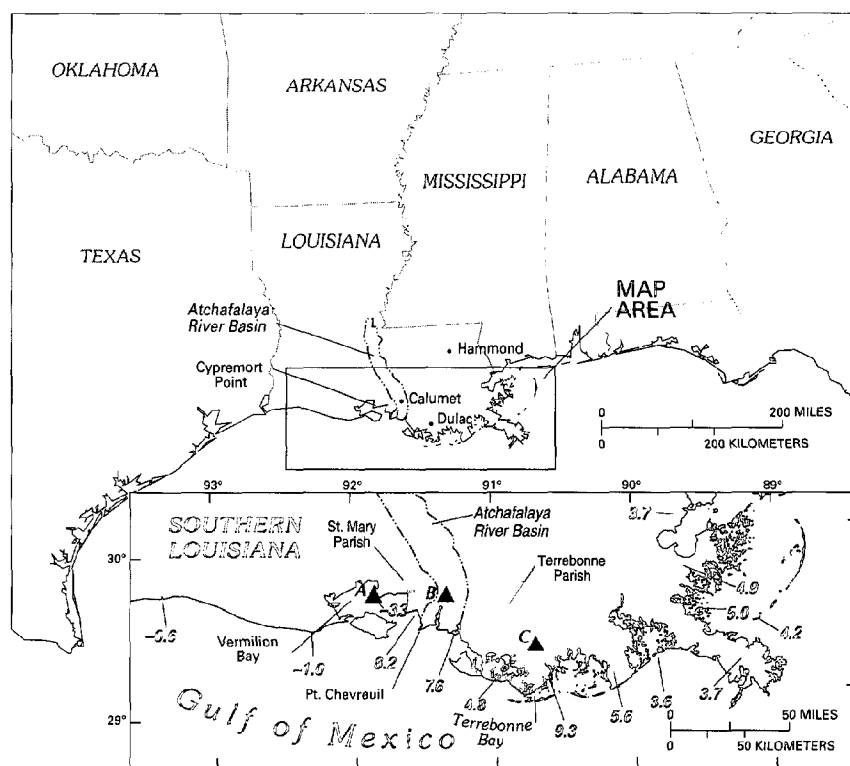 OKLAHOMA
ARKANSAS
GEORGIA
MISSISSIPPI
ALABAMA
TEXAS
LOUISIANA
MAP
AREA
Atchafalaya
River Basin
Hammond
Cypremort
Point
Calumet
Dulac
0 200 MILES
0 200 KILOMETERS
93 92 91 90° 89°
SOUTHERN
LOUISIANA
St. Mary
Parish
Atchafalaya
River Basin
3.7
30°
Terrebonne
Parish
A
B
4.9
-3.3
5.0
-0.6
4.2
Vermilion
Bay
C
-1.0
6.2
Pt. Chevreuil
7.6
4.8
Terrebonne
Bay
9.3
5.6
3.6
3.7
29°
Gulf of Mexico
0 50 MILES
0 50 KILOMETERS